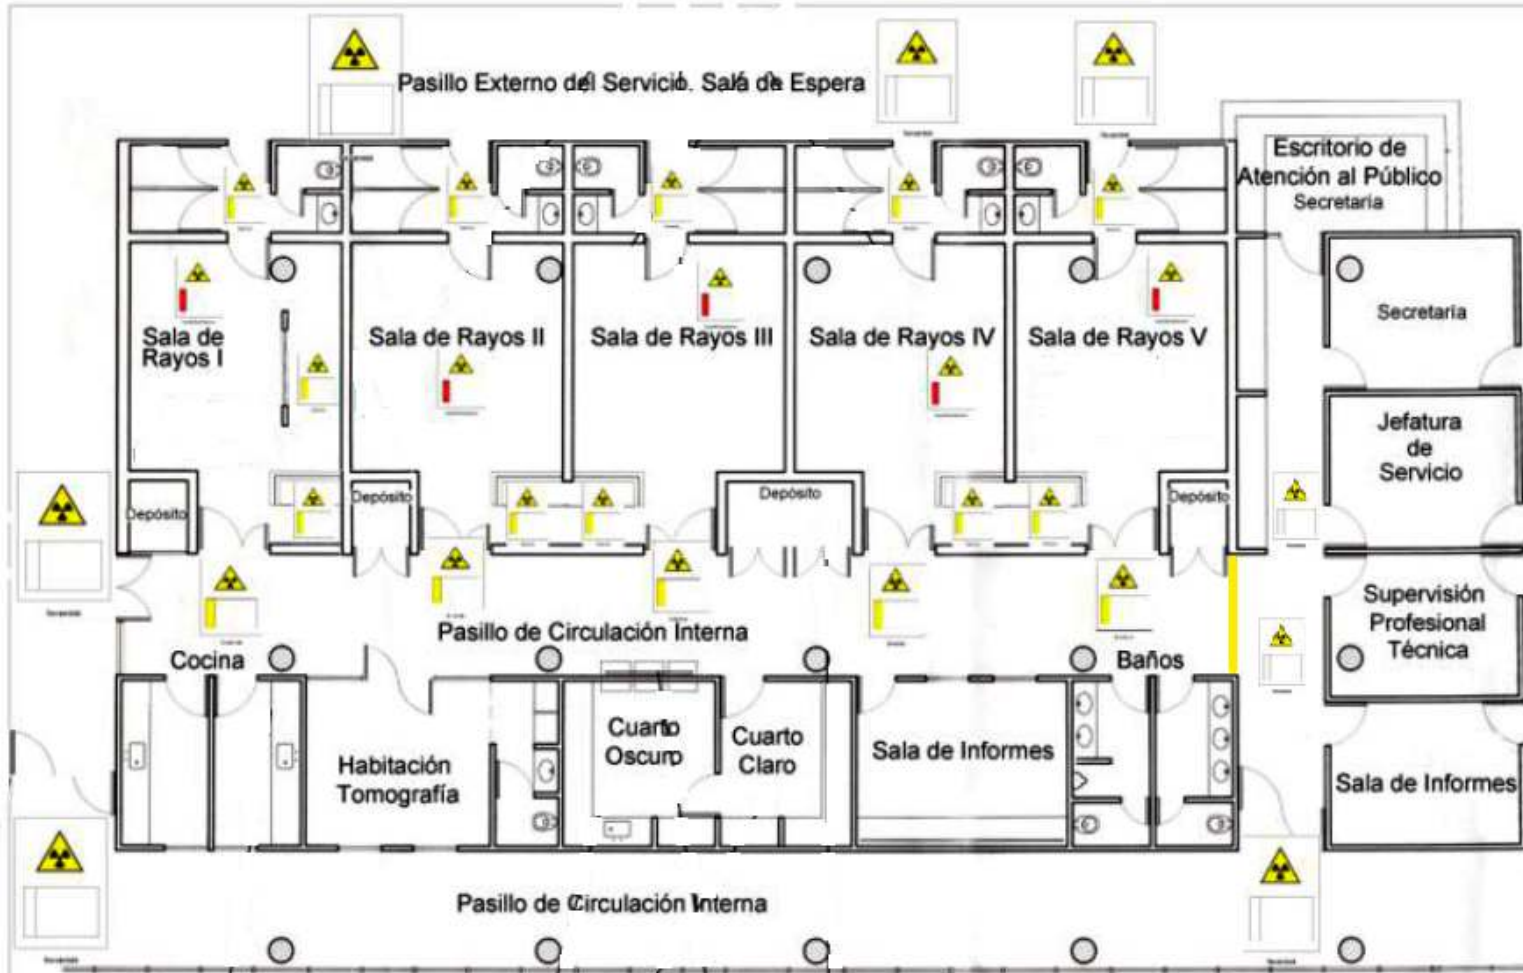 Pasillo Externo del Servicio. Sala de Espera
Escritorio de
Atención al Público
Secretaria
Secretaría
Sala de
Rayos I
Sala de Rayos II
Sala de Rayos III
Sala de Rayos IV
Sala de Rayos V
Jefatura
de
Servicio
Depósito
Depósito
Depósito
Depósito
Supervisión
Profesional
Técnica
Pasillo de Circulación Interna
Cocina
Baños
Cuarto
Oscuro
Cuarto
Claro
Sala de Informes
Habitación
Tomografía
Sala de Informes
Pasillo de Circulación Interna